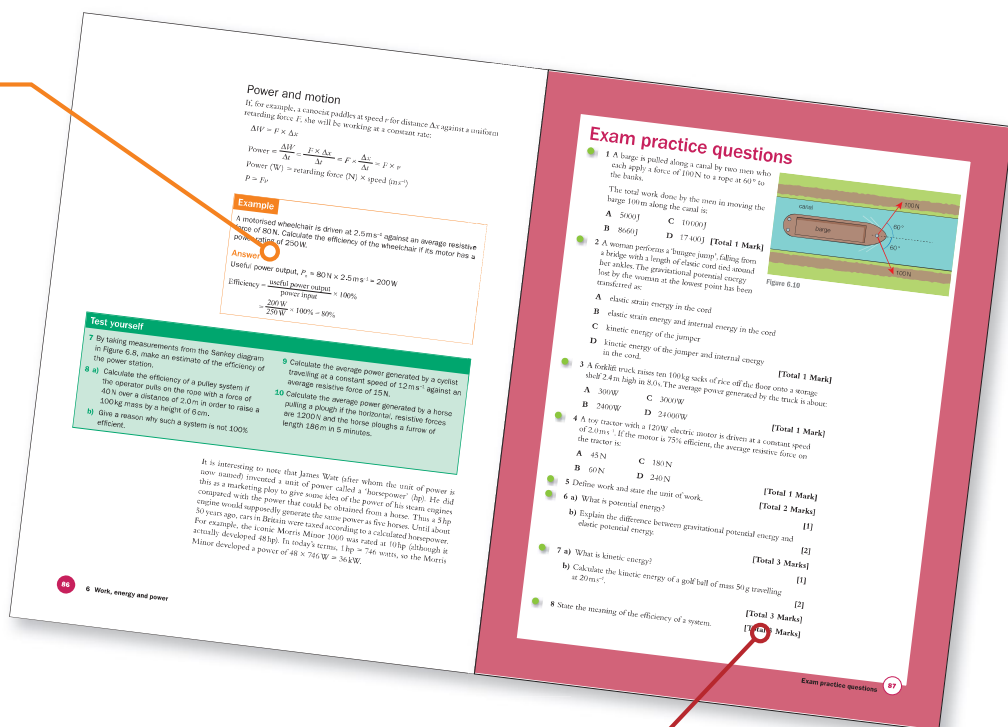 Power and motion
If, for example, a canoeist paddles at speed v for distance Δx against a uniform
retarding force F, she will be working at a constant rate:
ΔW = F × Δx
Power = ΔW/Δt = F × Δx/Δt = F × Δx/Δt = F × v
Power (W) = retarding force (N) × speed (m s⁻¹)
P = Fv
Example
A motorised wheelchair is driven at 2.5 m s⁻¹ against an average resistive
force of 80 N. Calculate the efficiency of the wheelchair if its motor has a
power rating of 250 W.
Answer
Useful power output, Pₒ = 80 N × 2.5 m s⁻¹ = 200 W
Efficiency = useful power output/power input × 100%
= 200 W/250 W × 100% = 80%
Test yourself
7 By taking measurements from the Sankey diagram
in Figure 6.8, make an estimate of the efficiency of
the power station.
8 a) Calculate the efficiency of a pulley system if
the operator pulls on the rope with a force of
40 N over a distance of 2.0 m in order to raise a
100 kg mass by a height of 6 cm.
b) Give a reason why such a system is not 100%
efficient.
9 Calculate the average power generated by a cyclist
travelling at a constant speed of 12 m s⁻¹ against an
average resistive force of 15 N.
10 Calculate the average power generated by a horse
pulling a plough if the horizontal, resistive forces
are 1200 N and the horse ploughs a furrow of
length 186 m in 5 minutes.
It is interesting to note that James Watt (after whom the unit of power is
now named) invented a unit of power called a 'horsepower' (hp). He did
this as a marketing ploy to give some idea of the power of his steam engines
compared with the power that could be obtained from a horse. Thus a 5 hp
engine would supposedly generate the same power as five horses. Until about
50 years ago, cars in Britain were taxed according to a calculated horsepower.
For example, the iconic Morris Minor 1000 was rated at 10 hp (although it
actually developed 48 hp). In today's terms, 1 hp = 746 watts, so the Morris
Minor developed a power of 48 × 746 W = 36 kW.
86 6 Work, energy and power
Exam practice questions
1 A barge is pulled along a canal by two men who
each apply a force of 100 N to a rope at 60° to
the banks.
The total work done by the men in moving the
barge 100 m along the canal is:
A 5000 J C 10 000 J
B 8660 J D 17 400 J [Total 1 Mark]
canal
barge
100 N
60°
60°
100 N
Figure 6.10
2 A woman performs a 'bungee jump', falling from
a bridge with a length of elastic cord tied around
her ankles. The gravitational potential energy
lost by the woman at the lowest point has been
transferred as:
A elastic strain energy in the cord
B elastic strain energy and internal energy in the cord
C kinetic energy of the jumper
D kinetic energy of the jumper and internal energy
in the cord.
[Total 1 Mark]
3 A forklift truck raises ten 100 kg sacks of rice off the floor onto a storage
shelf 2.4 m high in 8.0 s. The average power generated by the truck is about:
A 300 W C 3000 W
B 2400 W D 24 000 W
[Total 1 Mark]
4 A toy tractor with a 120 W electric motor is driven at a constant speed
of 2.0 m s⁻¹. If the motor is 75% efficient, the average resistive force on
the tractor is:
A 45 N C 180 N
B 60 N D 240 N
[Total 1 Mark]
5 Define work and state the unit of work.
[Total 2 Marks]
6 a) What is potential energy?
[1]
b) Explain the difference between gravitational potential energy and
elastic potential energy.
[2]
[Total 3 Marks]
7 a) What is kinetic energy?
[1]
b) Calculate the kinetic energy of a golf ball of mass 50 g travelling
at 20 m s⁻¹.
[2]
[Total 3 Marks]
8 State the meaning of the efficiency of a system.
[Total Marks]
Exam practice questions 87